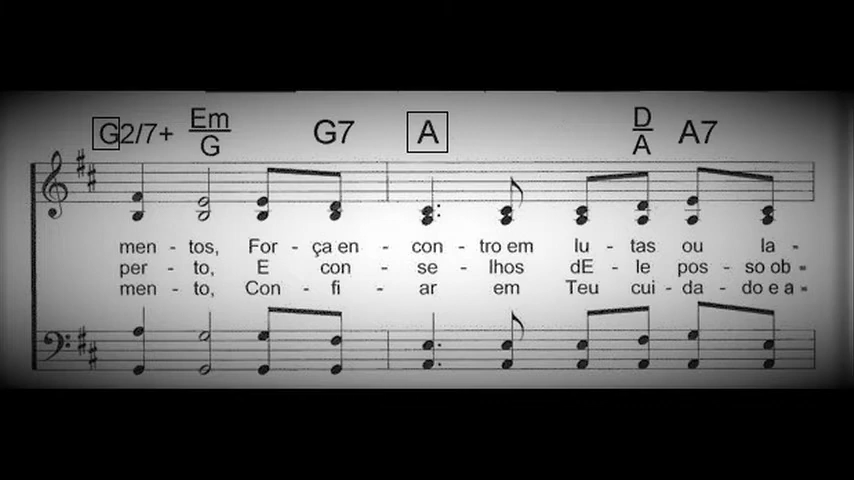 G2/7+ Em/G G7 A D/A A7
men - tos, For - ça en - con - tro em lu - tas ou la -
per - to, E con - se - lhos dE - le pos - so ob -
men - to, Con - fi - ar em Teu cui - da - do e a -